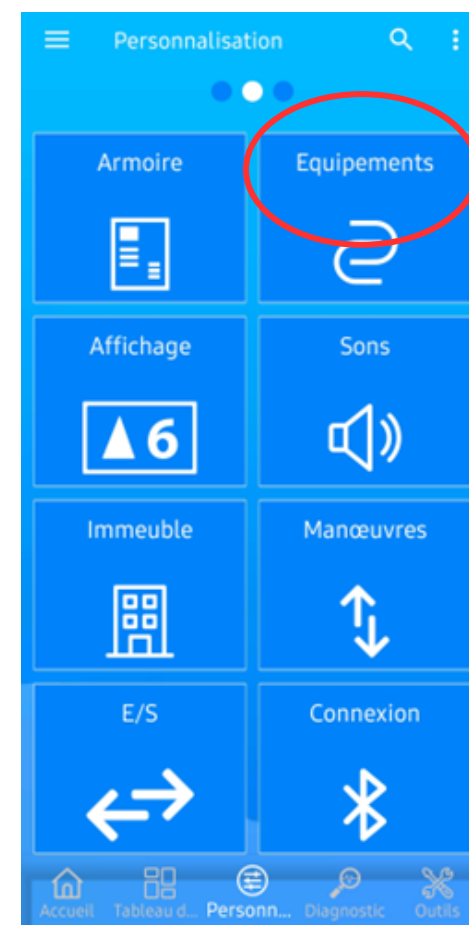 Personnalisation
Armoire
Equipements
Affichage
Sons
6
Immeuble
Manœuvres
E/S
Connexion
Accueil
Tableau d...
Personn...
Diagnostic
Outils